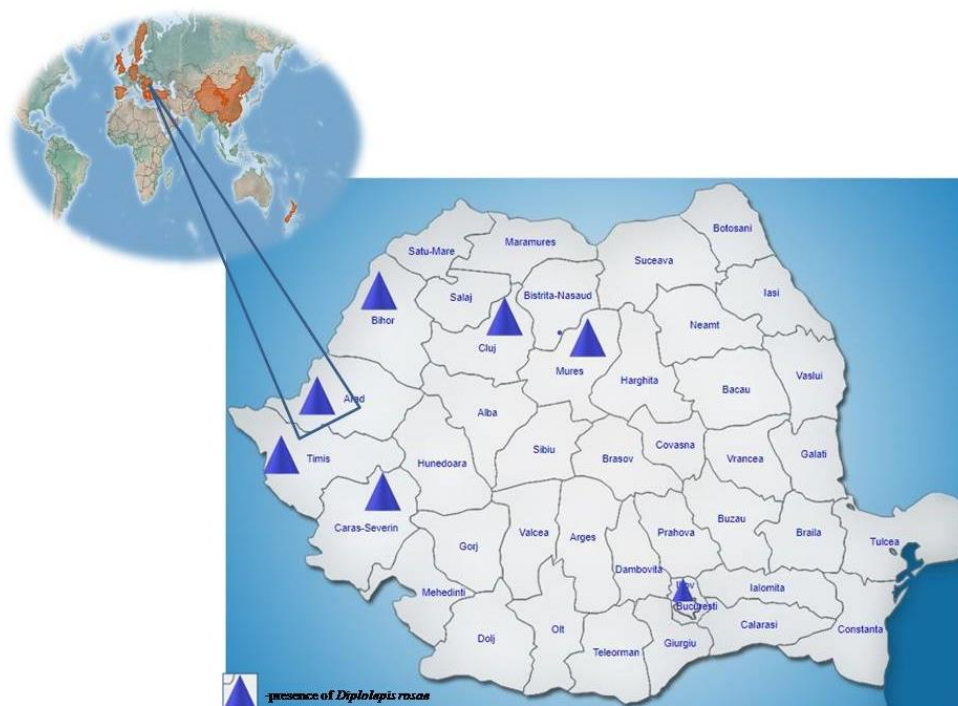 Botosani
Maramures
Satu-Mare
Suceava
Iasi
Salaj
Bistrita-Nasaud
Bihor
Neamt
Cluj
Mures
Harghita
Vaslui
Bacau
Arad
Alba
Sibiu
Covasna
Brasov
Vrancea
Galati
Timis
Hunedoara
Caras-Severin
Valcea
Arges
Prahova
Buzau
Braila
Tulcea
Gorj
Dambovita
Mehedinti
Ialomita
Bucuresti
Olt
Calarasi
Constanta
Dolj
Teleorman
Giurgiu
-presence of Diplolepis rosae